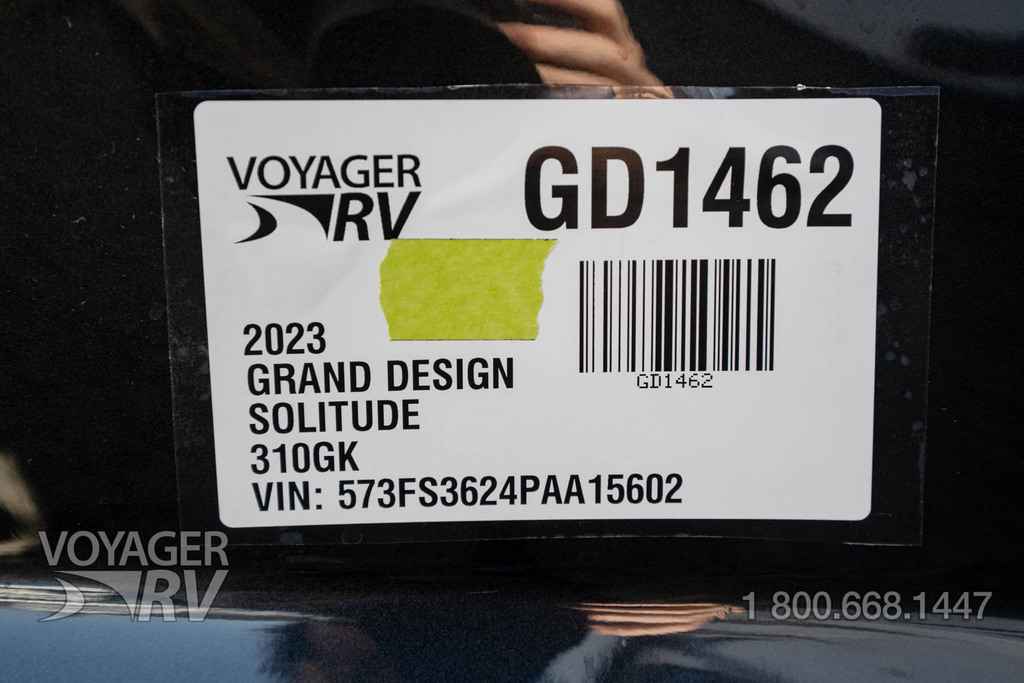 VOYAGER
RV
GD1462
GD1462
2023
GRAND DESIGN
SOLITUDE
310GK
VIN: 573FS3624PAA15602
VOYAGER
RV
1 800.668.1447